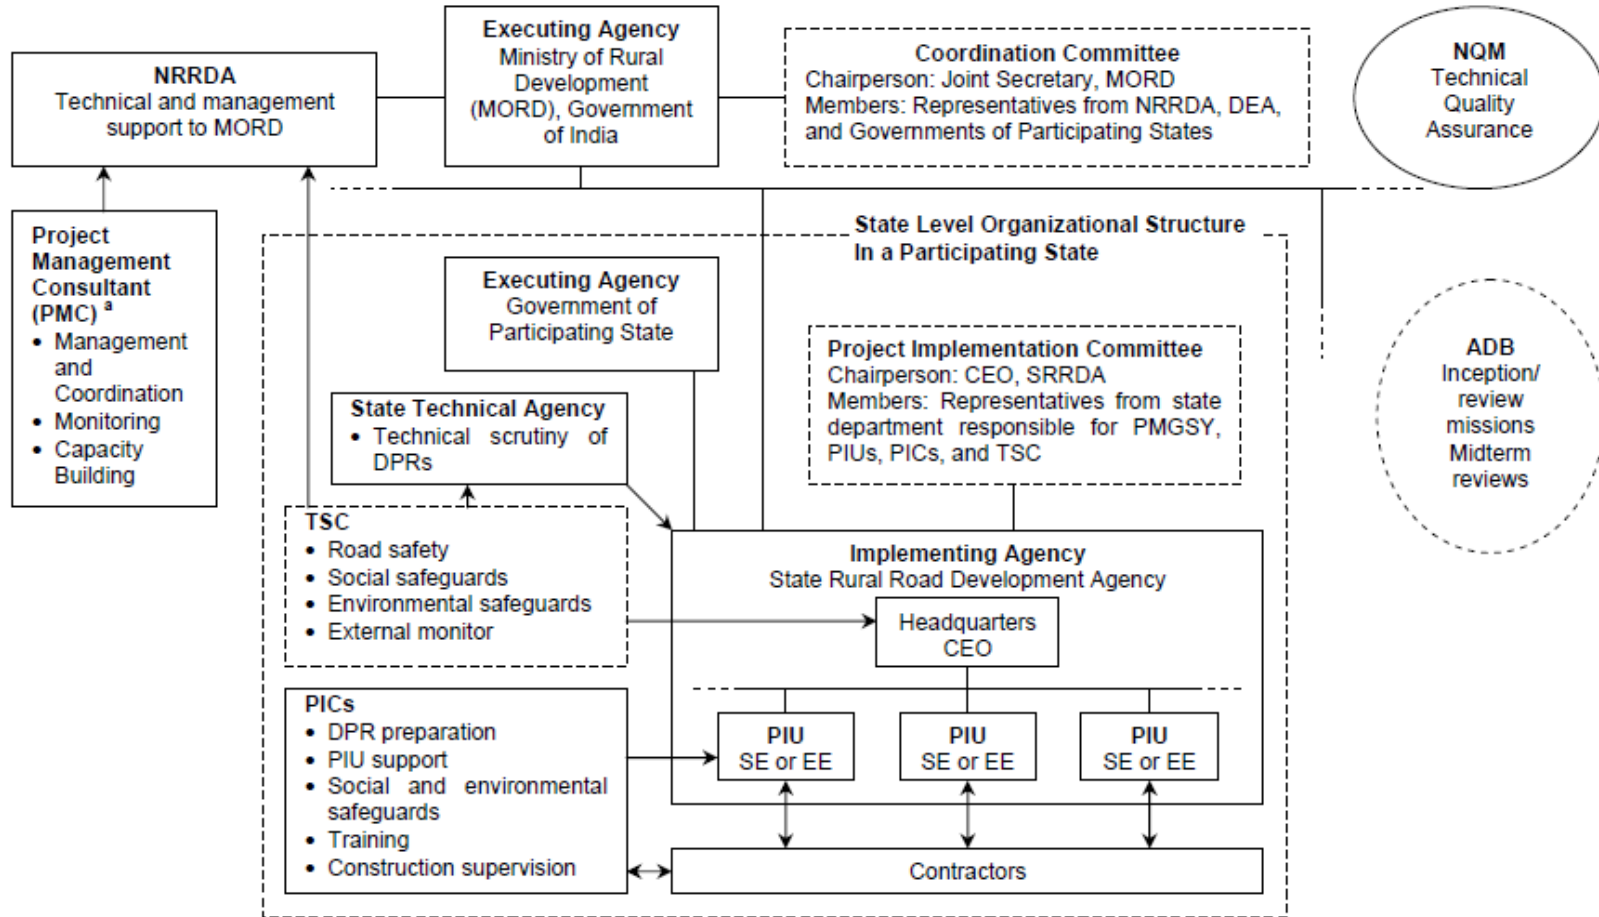 Executing Agency
Ministry of Rural
Development
(MORD), Government
of India
NRRDA
Technical and management
support to MORD
Coordination Committee
Chairperson: Joint Secretary, MORD
Members: Representatives from NRRDA, DEA,
and Governments of Participating States
NQM
Technical
Quality
Assurance
Project
Management
Consultant
(PMC) a
• Management
and
Coordination
• Monitoring
• Capacity
Building
State Level Organizational Structure
In a Participating State
Executing Agency
Government of
Participating State
Project Implementation Committee
Chairperson: CEO, SRRDA
Members: Representatives from state
department responsible for PMGSY,
PIUs, PICs, and TSC
ADB
Inception/
review
missions
Midterm
reviews
State Technical Agency
• Technical scrutiny of
DPRs
TSC
• Road safety
• Social safeguards
• Environmental safeguards
• External monitor
Implementing Agency
State Rural Road Development Agency
Headquarters
CEO
PICs
• DPR preparation
• PIU support
• Social and environmental
safeguards
• Training
• Construction supervision
PIU
SE or EE
PIU
SE or EE
PIU
SE or EE
Contractors